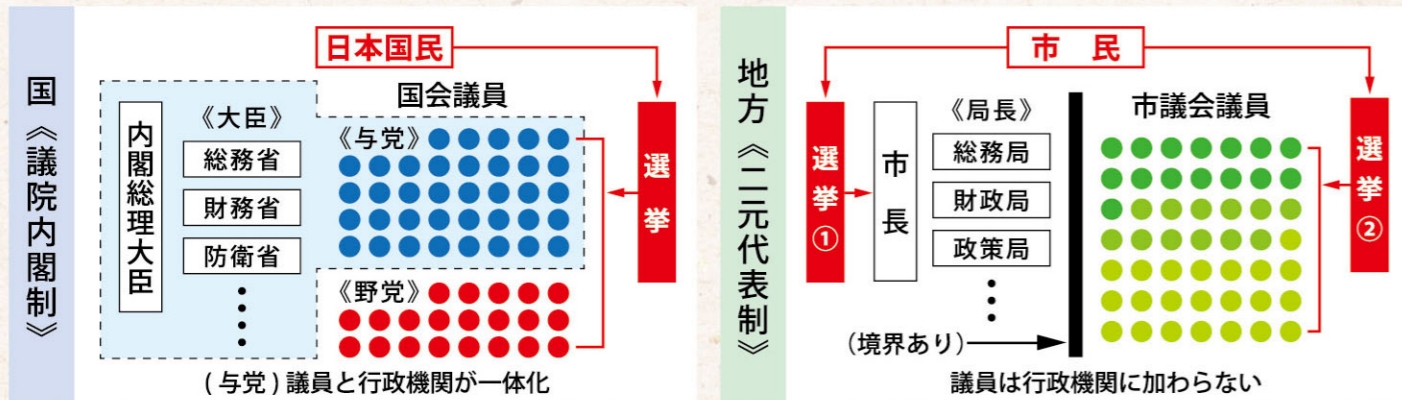 国《議院内閣制》
日本国民
国会議員
内閣総理大臣
《大臣》
総務省
財務省
防衛省
《与党》
《野党》
選挙
(与党)議員と行政機関が一体化
地方《二元代表制》
市 民
選挙①
市長
《局長》
総務局
財政局
政策局
(境界あり)
市議会議員
選挙②
議員は行政機関に加わらない